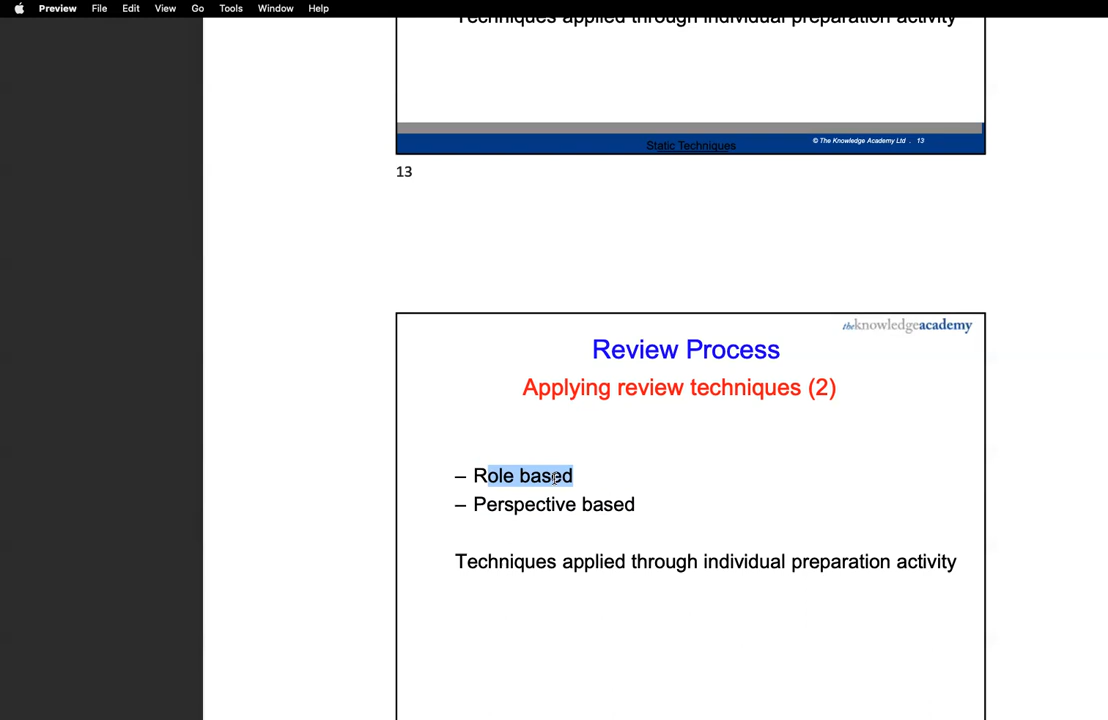 Preview File Edit View Go Tools Window Help
Techniques applied through individual preparation activity
Static Techniques
© The Knowledge Academy Ltd . 13
13
theknowledgeacademy
Review Process
Applying review techniques (2)
– Role based
– Perspective based
Techniques applied through individual preparation activity